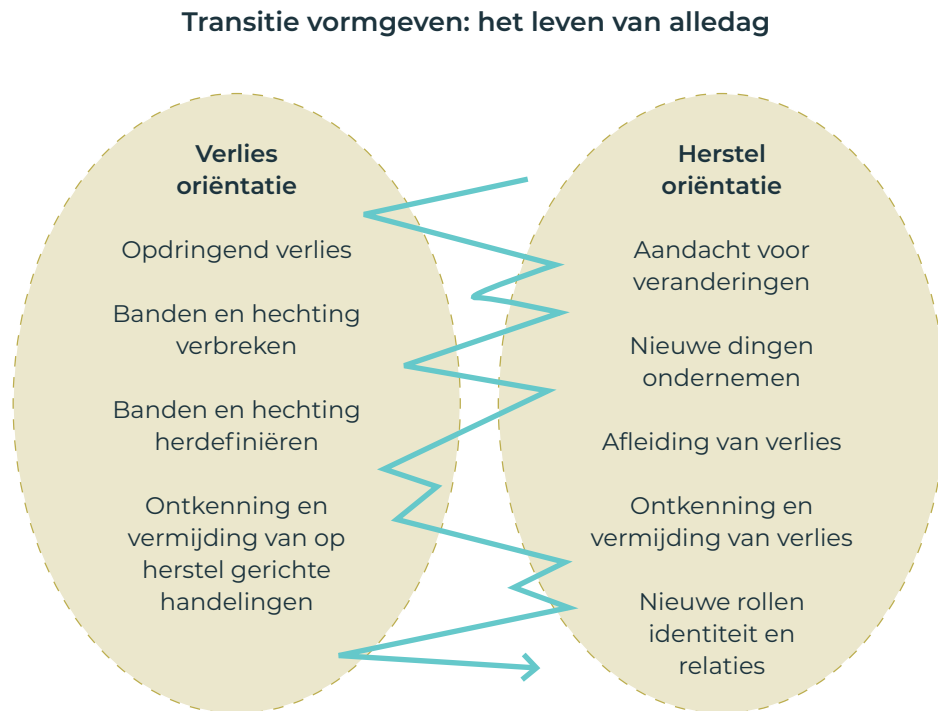 Transitie vormgeven: het leven van alledag
Verlies
oriëntatie
Opdringend verlies
Banden en hechting
verbreken
Banden en hechting
herdefiniëren
Ontkenning en
vermijding van op
herstel gerichte
handelingen
Herstel
oriëntatie
Aandacht voor
veranderingen
Nieuwe dingen
ondernemen
Afleiding van verlies
Ontkenning en
vermijding van verlies
Nieuwe rollen
identiteit en
relaties